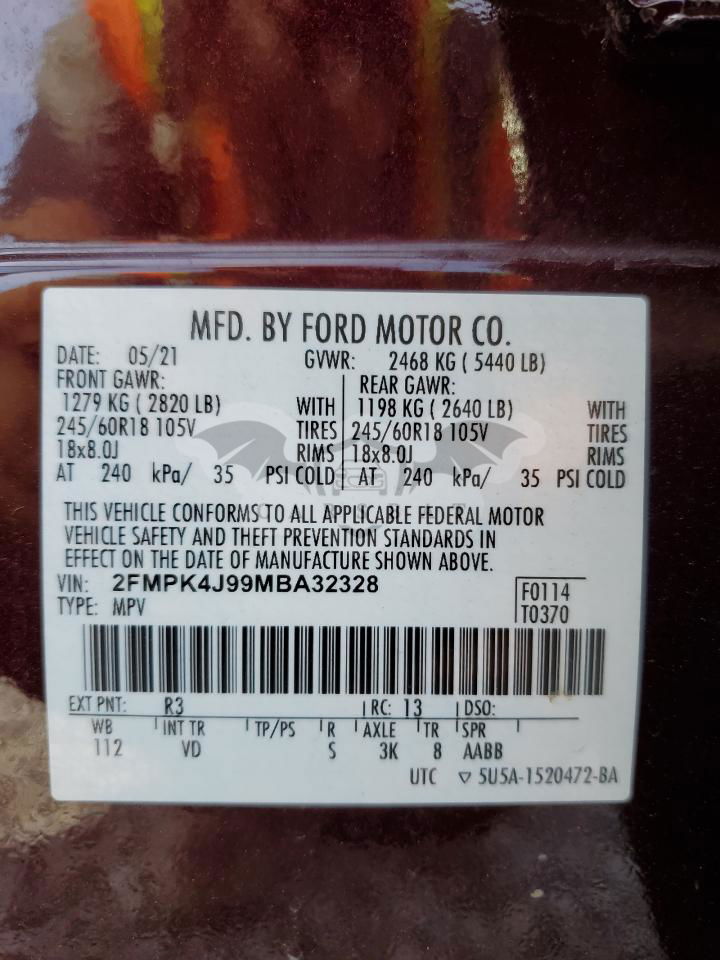 MFD. BY FORD MOTOR CO.
DATE: 05/21 GVWR: 2468 KG ( 5440 LB)
FRONT GAWR: REAR GAWR:
1279 KG ( 2820 LB) WITH 1198 KG ( 2640 LB) WITH
245/60R18 105V TIRES 245/60R18 105V TIRES
18x8.0J RIMS 18x8.0J RIMS
AT 240 kPa/ 35 PSI COLD AT 240 kPa/ 35 PSI COLD
THIS VEHICLE CONFORMS TO ALL APPLICABLE FEDERAL MOTOR
VEHICLE SAFETY AND THEFT PREVENTION STANDARDS IN
EFFECT ON THE DATE OF MANUFACTURE SHOWN ABOVE.
VIN: 2FMPK4J99MBA32328 F0114
TYPE: MPV T0370
EXT PNT: R3 RC: 13 DSO:
WB INT TR TP/PS R AXLE TR SPR
112 VD S 3K 8 AABB
UTC ▽ 5U5A-1520472-BA